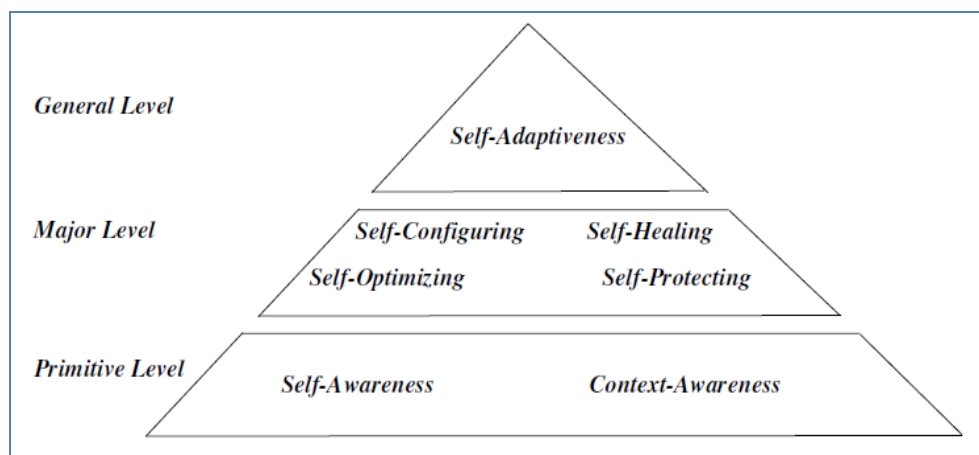 General Level
Self-Adaptiveness
Major Level
Self-Configuring Self-Healing
Self-Optimizing Self-Protecting
Primitive Level
Self-Awareness Context-Awareness